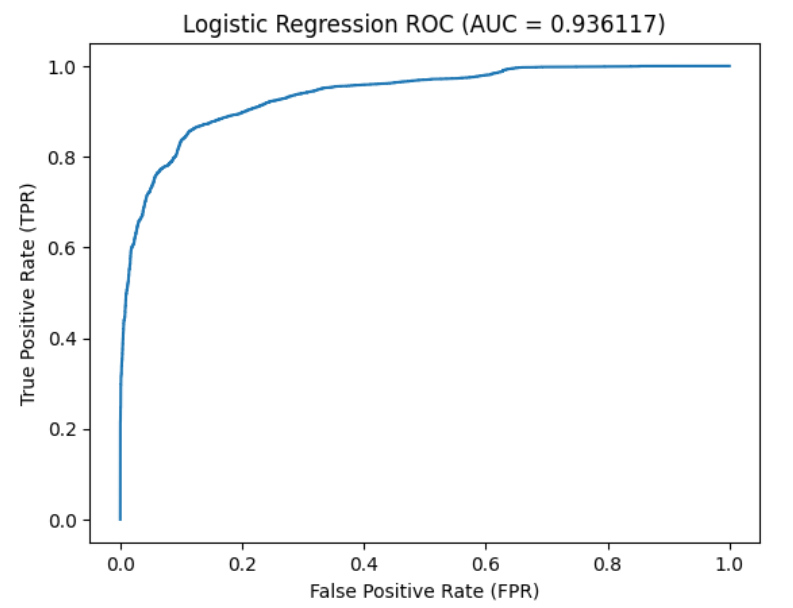 Logistic Regression ROC (AUC = 0.936117)
1.0
0.8
0.6
0.4
0.2
0.0
True Positive Rate (TPR)
0.0 0.2 0.4 0.6 0.8 1.0
False Positive Rate (FPR)